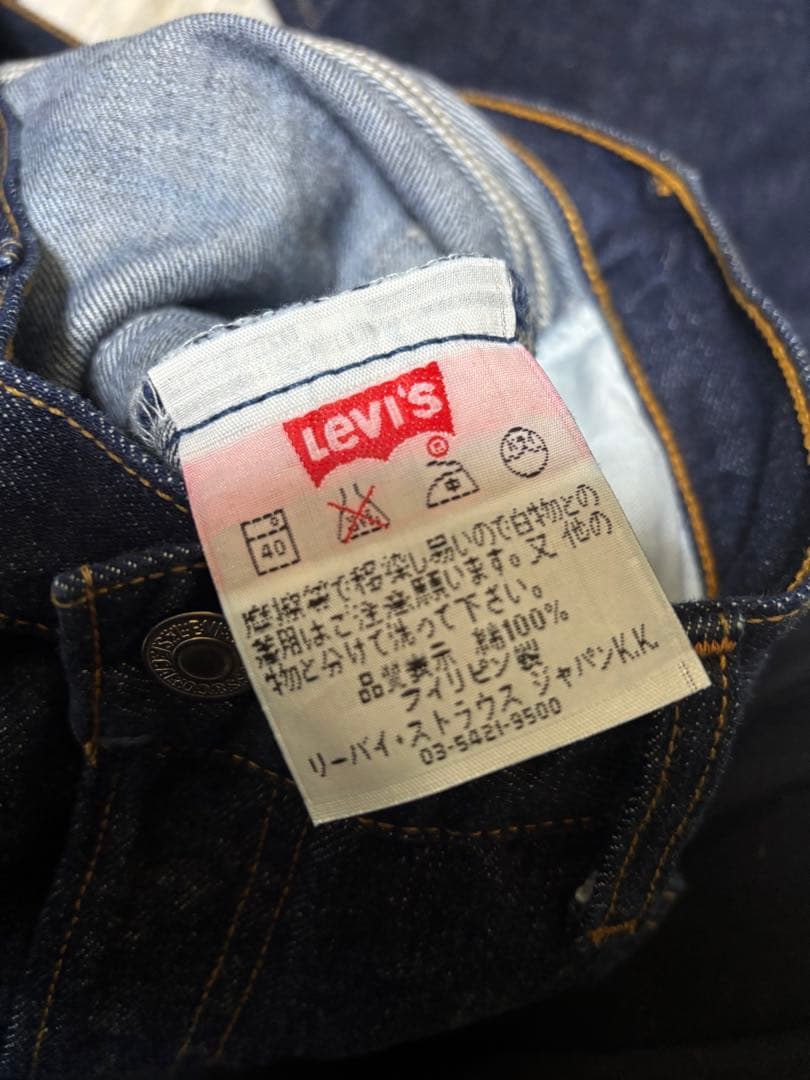 Levi's
®
40
中
摩擦等で色が染し易いので白物との
着用はご注意願います。又 他の
物と分けて洗って下さい。
品質表示 綿100%
フィリピン製
リーバイ・ストラウス ジャパンK.K.
03-5421-9500